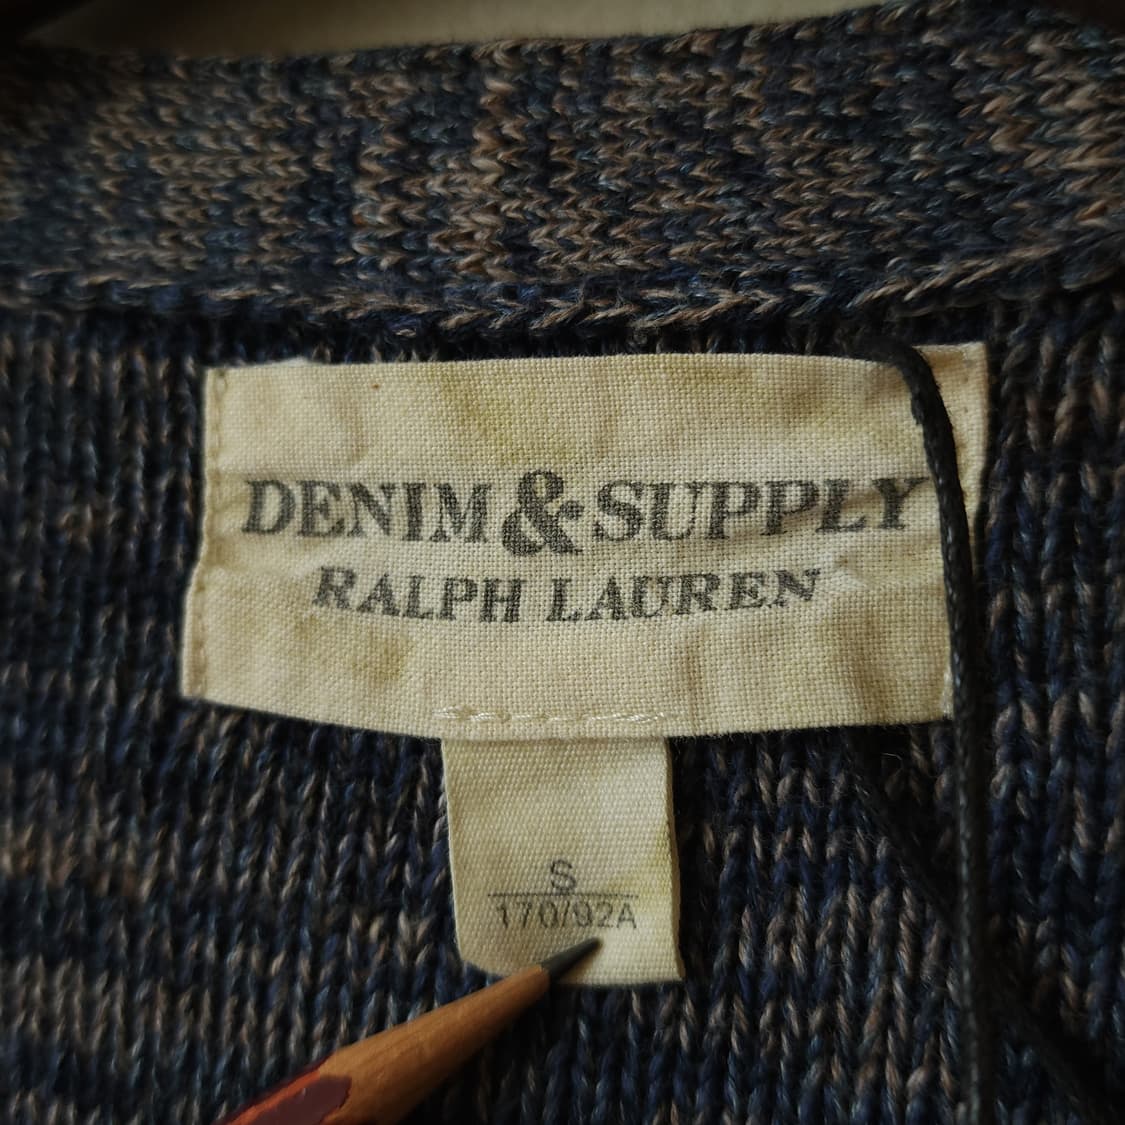 DENIM & SUPPLY
RALPH LAUREN
S
170/92A